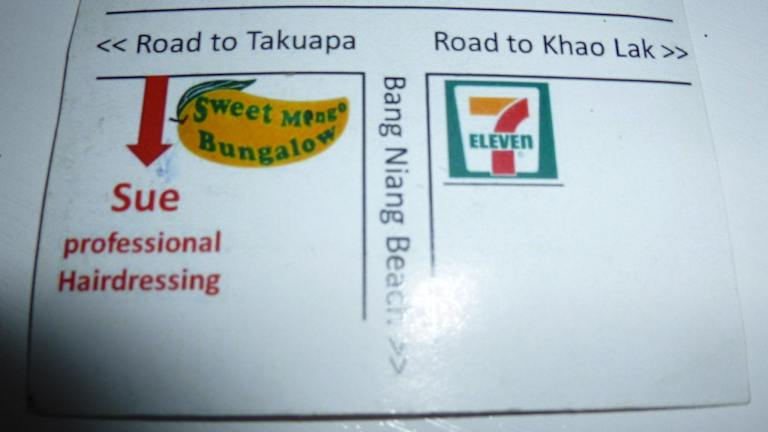 << Road to Takuapa
Road to Khao Lak >>
Sweet Mango
Bungalow
Bang Niang Beach >>
7
ELEVEN
Sue
professional
Hairdressing